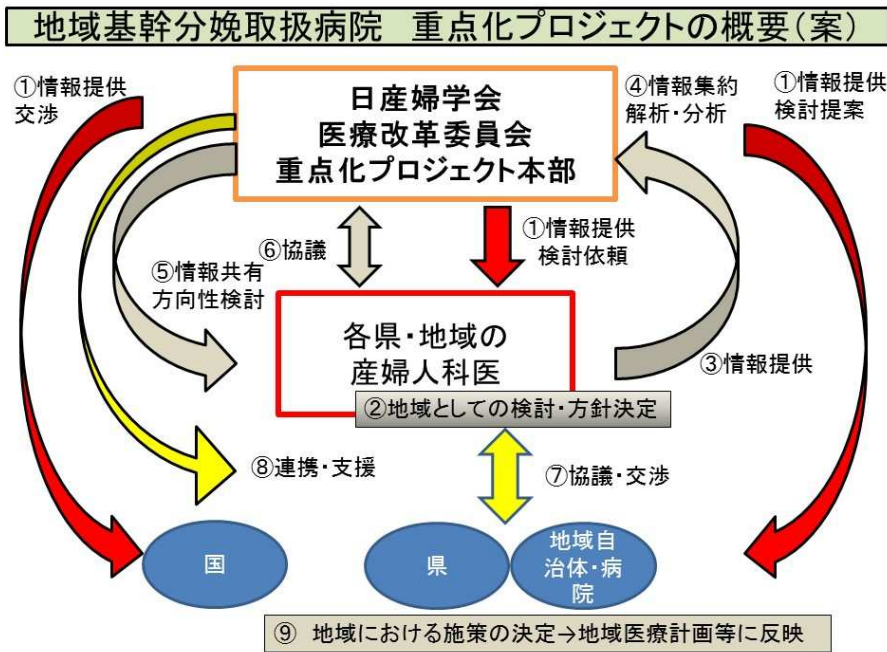 地域基幹分娩取扱病院 重点化プロジェクトの概要(案)
①情報提供
交渉
日産婦学会
医療改革委員会
重点化プロジェクト本部
④情報集約
解析・分析
①情報提供
検討提案
⑥協議
①情報提供
検討依頼
⑤情報共有
方向性検討
各県・地域の
産婦人科医
③情報提供
②地域としての検討・方針決定
⑧連携・支援
⑦協議・交渉
国
県
地域自
治体・病
院
⑨ 地域における施策の決定→地域医療計画等に反映